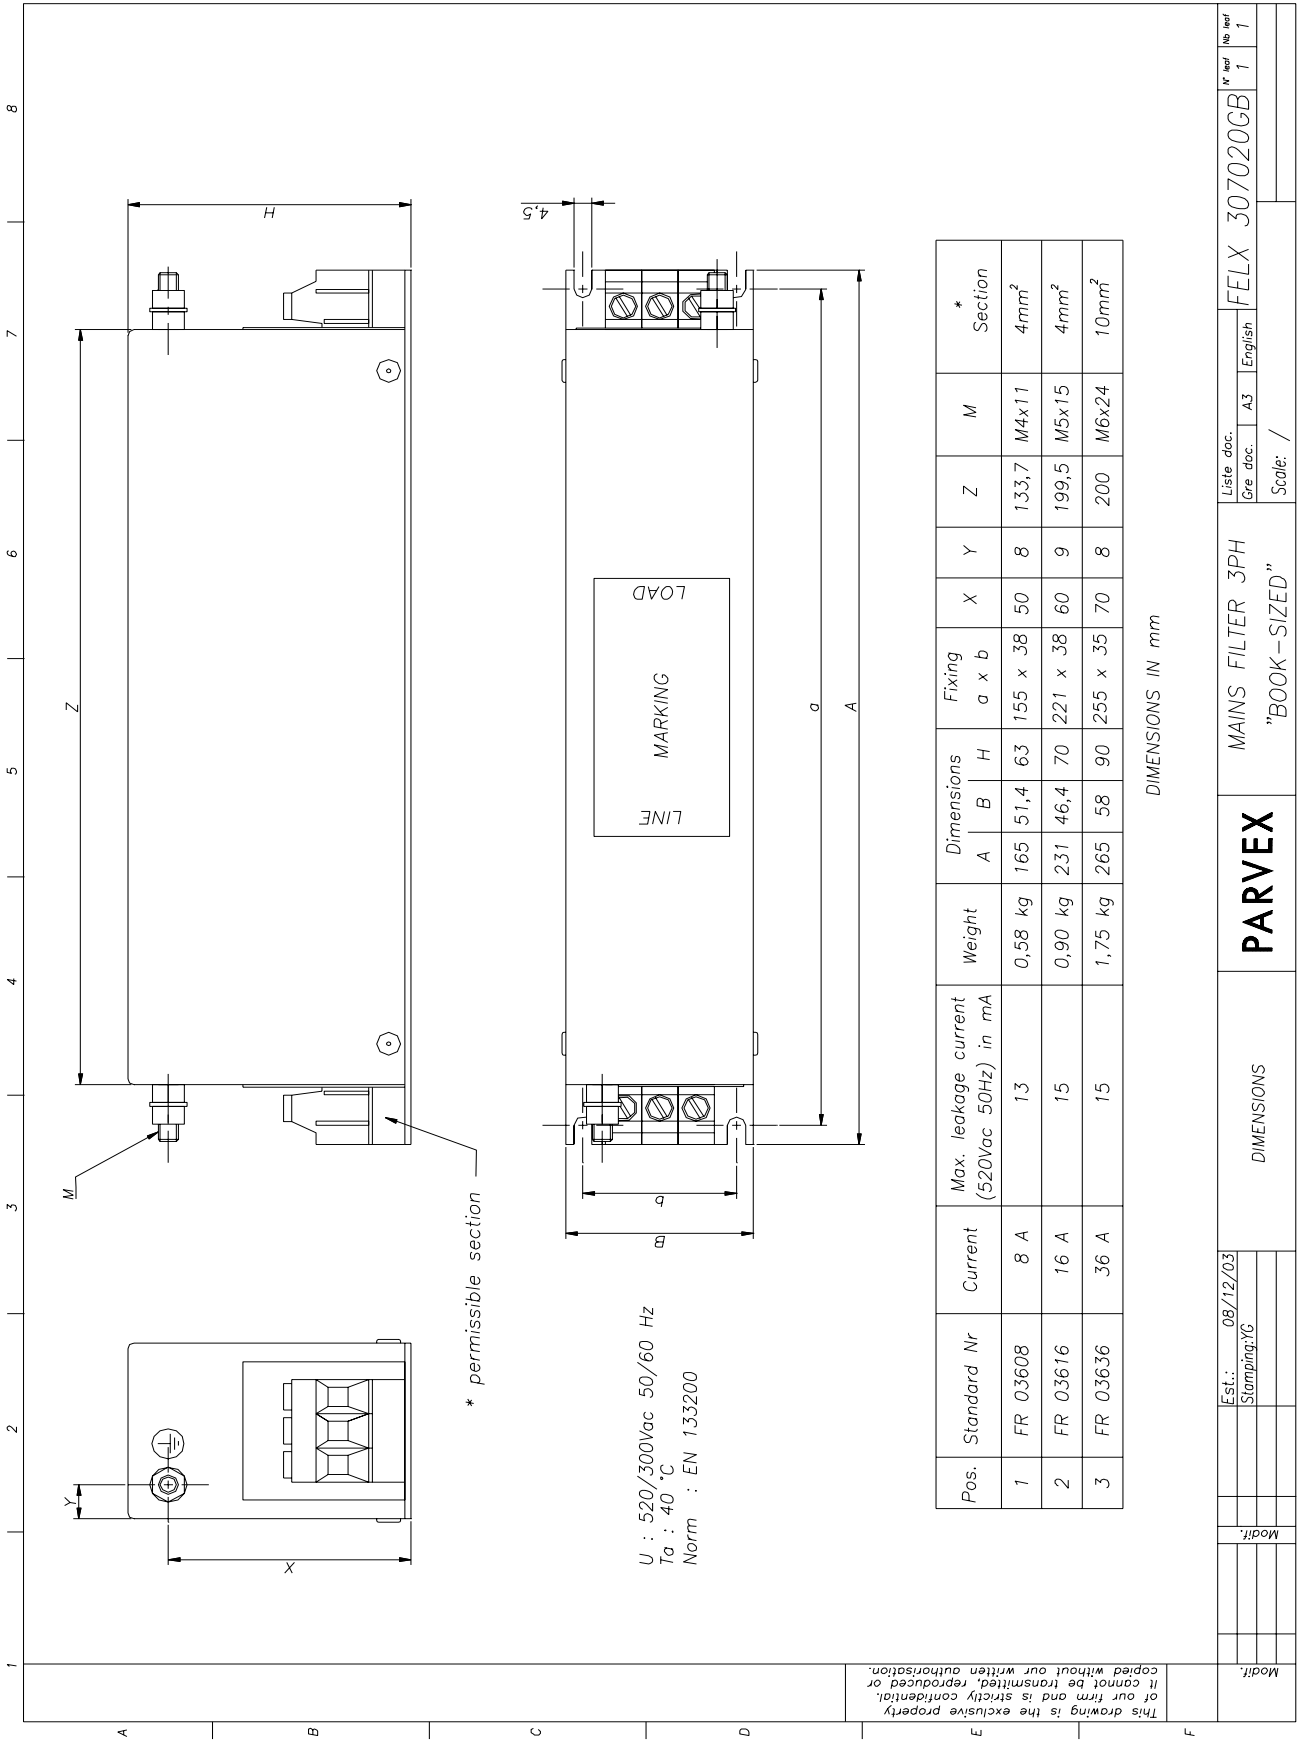 1 2 3 4 5 6 7 8
A
B
C
D
E
F
Y
X
M
Z
H
* permissible section
4,5
b
B
LINE
MARKING
LOAD
a
A
U : 520/300Vac 50/60 Hz
Ta : 40 °C
Norm : EN 133200
Pos. Standard Nr Current Max. leakage current (520Vac 50Hz) in mA Weight Dimensions A B H Fixing a x b X Y Z M * Section
1 FR 03608 8 A 13 0,58 kg 165 51,4 63 155 x 38 50 8 133,7 M4x11 4mm²
2 FR 03616 16 A 15 0,90 kg 231 46,4 70 221 x 38 60 9 199,5 M5x15 4mm²
3 FR 03636 36 A 15 1,75 kg 265 58 90 255 x 35 70 8 200 M6x24 10mm²
DIMENSIONS IN mm
This drawing is the exclusive property
of our firm and is strictly confidential.
It cannot be transmitted, reproduced or
copied without our written authorisation.
Modif.
Modif.
Est.: 08/12/03
Stamping:YG
DIMENSIONS
PARVEX
MAINS FILTER 3PH
"BOOK-SIZED"
Liste doc.
Gre doc. A3 English
Scale: /
FELX 307020GB
N° leaf Nb leaf
1 1